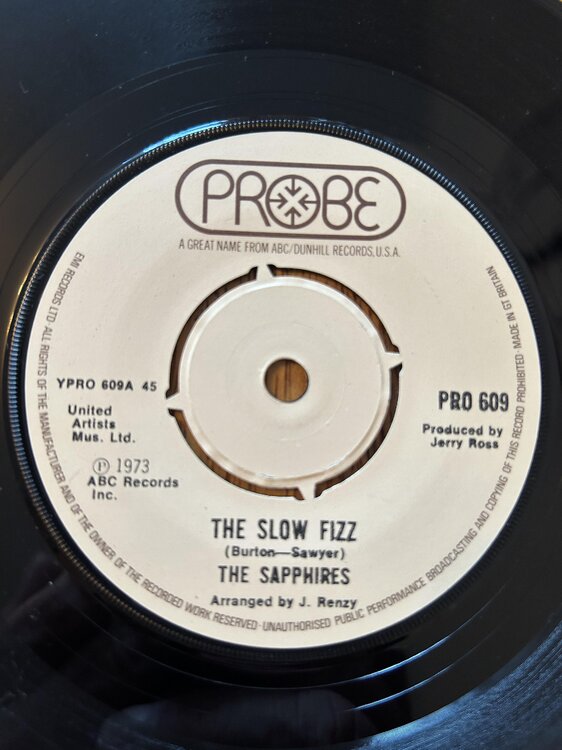 PROBE
A GREAT NAME FROM ABC/DUNHILL RECORDS, U.S.A.
EMI RECORDS LTD · ALL RIGHTS OF THE MANUFACTURER AND OF THE OWNER OF THE RECORDED WORK RESERVED · UNAUTHORISED PUBLIC PERFORMANCE BROADCASTING AND COPYING OF THIS RECORD PROHIBITED · MADE IN GT BRITAIN
YPRO 609A 45
United
Artists
Mus. Ltd.
Ⓟ 1973
ABC Records
Inc.
PRO 609
Produced by
Jerry Ross
THE SLOW FIZZ
(Burton—Sawyer)
THE SAPPHIRES
Arranged by J. Renzy